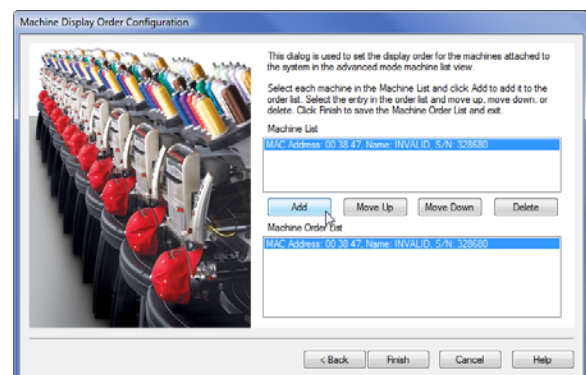 Machine Display Order Configuration
This dialog is used to set the display order for the machines attached to
the system in the advanced mode machine list view.
Select each machine in the Machine List and click Add to add it to the
order list. Select the entry in the order list and move up, move down, or
delete. Click Finish to save the Machine Order List and exit.
Machine List
MAC Address: 00 38 47, Name: INVALID, S/N: 328680
Add Move Up Move Down Delete
Machine Order List
MAC Address: 00 38 47, Name: INVALID, S/N: 328680
< Back Finish Cancel Help